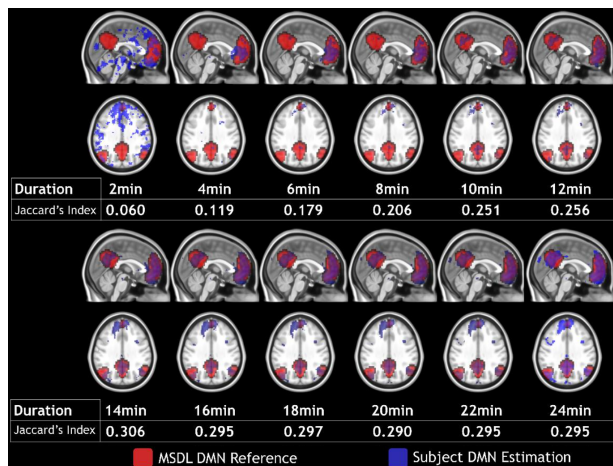 Duration 2min 4min 6min 8min 10min 12min
Jaccard's Index 0.060 0.119 0.179 0.206 0.251 0.256
Duration 14min 16min 18min 20min 22min 24min
Jaccard's Index 0.306 0.295 0.297 0.290 0.295 0.295
MSDL DMN Reference Subject DMN Estimation